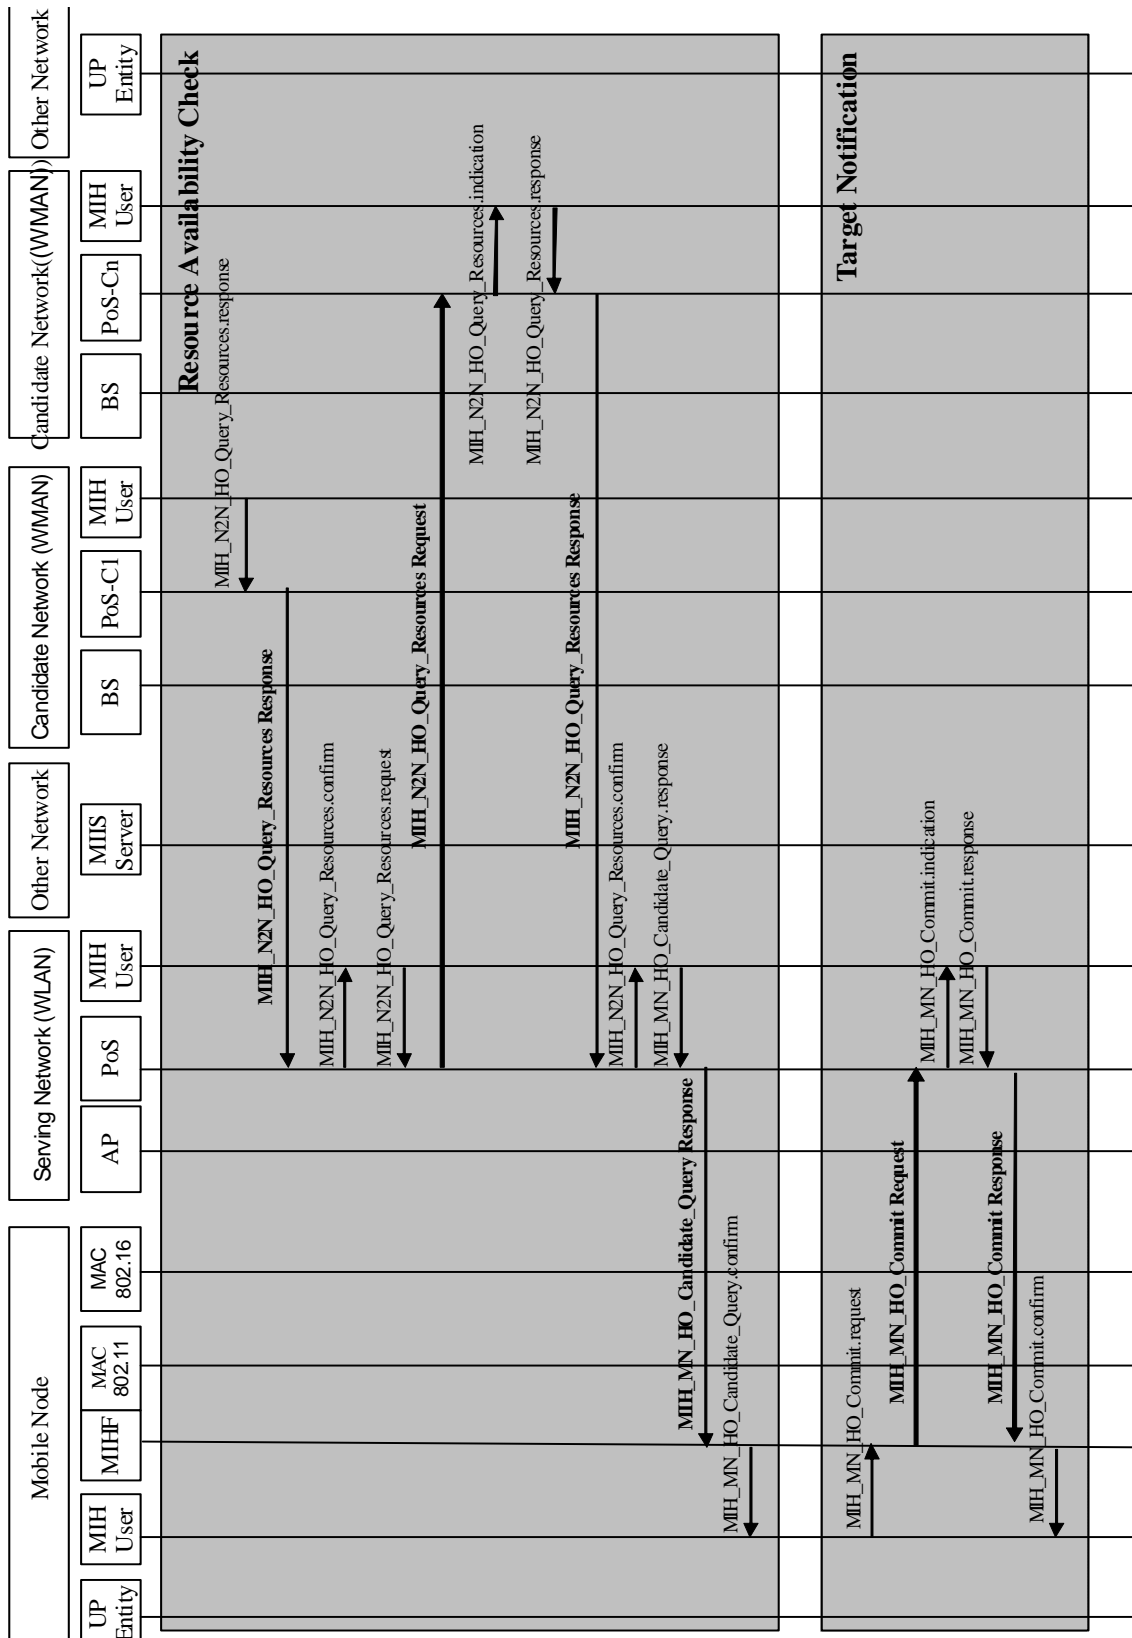 Mobile Node
Serving Network (WLAN)
Other Network
Candidate Network (WMAN)
Candidate Network((WMAN))
Other Network
UP
Entity
MIH
User
MIHF
MAC
802.11
MAC
802.16
AP
PoS
MIH
User
MIIS
Server
BS
PoS-C1
MIH
User
BS
PoS-Cn
MIH
User
UP
Entity
Resource Availability Check
MIH_N2N_HO_Query_Resources.response
MIH_N2N_HO_Query_Resources Response
MIH_N2N_HO_Query_Resources.confirm
MIH_N2N_HO_Query_Resources.request
MIH_N2N_HO_Query_Resources Request
MIH_N2N_HO_Query_Resources.indication
MIH_N2N_HO_Query_Resources.response
MIH_N2N_HO_Query_Resources Response
MIH_N2N_HO_Query_Resources.confirm
MIH_MN_HO_Candidate_Query.response
MIH_MN_HO_Candidate_Query Response
MIH_MN_HO_Candidate_Query.confirm
Target Notification
MIH_MN_HO_Commit.request
MIH_MN_HO_Commit Request
MIH_MN_HO_Commit.indication
MIH_MN_HO_Commit.response
MIH_MN_HO_Commit Response
MIH_MN_HO_Commit.confirm